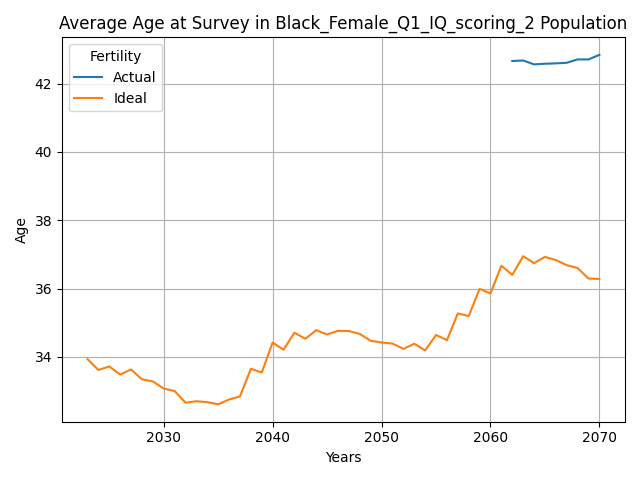 Average Age at Survey in Black_Female_Q1_IQ_scoring_2 Population
Fertility
Actual
Ideal
Age
42
40
38
36
34
2030
2040
2050
2060
2070
Years